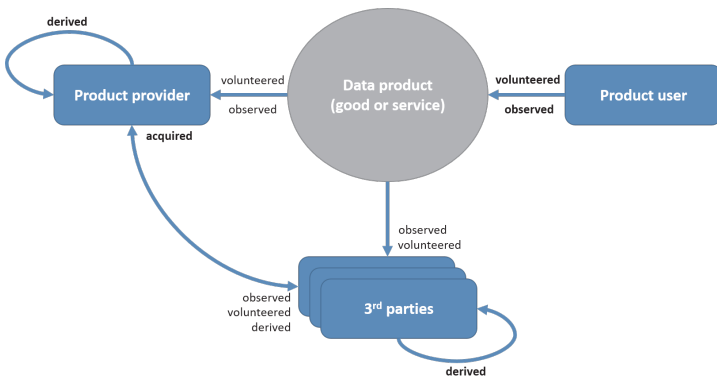 derived
Product provider
volunteered
observed
Data product
(good or service)
volunteered
observed
Product user
acquired
observed
volunteered
observed
volunteered
derived
3rd parties
derived